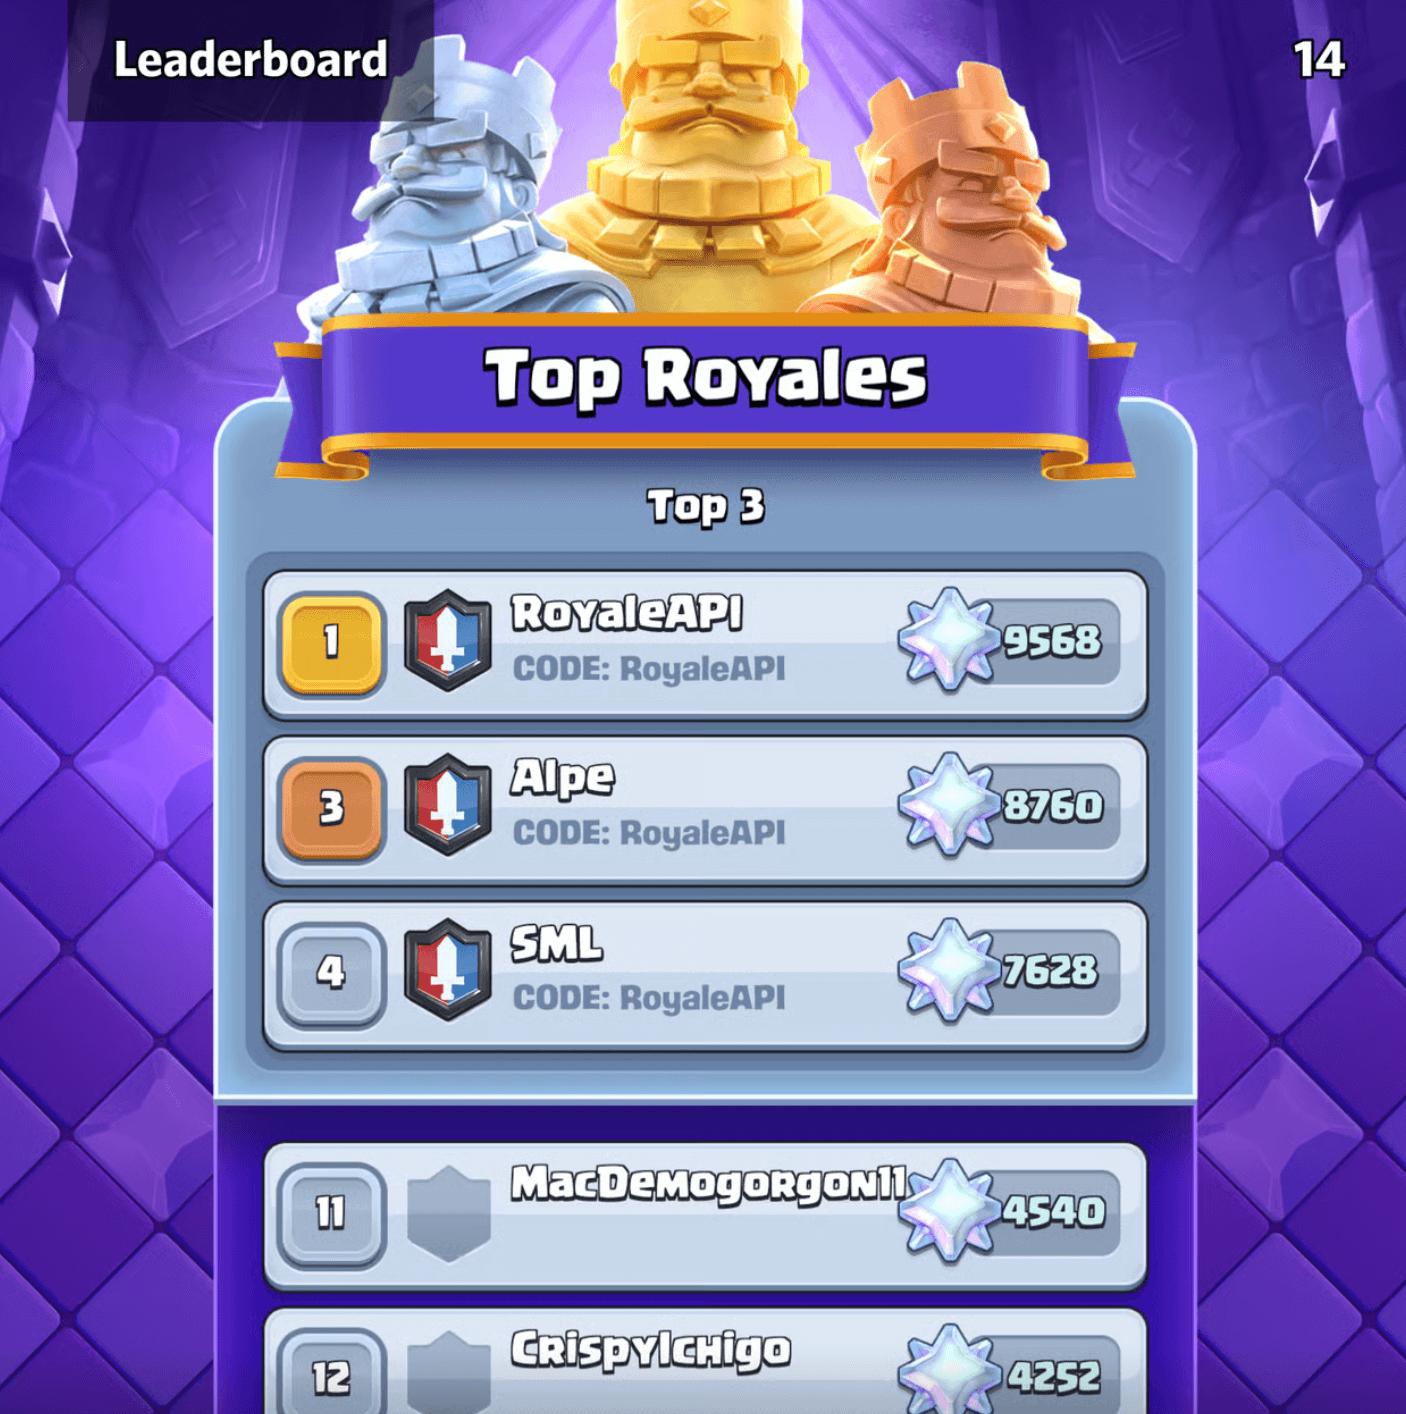 Leaderboard
14
Top Royales
Top 3
1
RoyaleAPI
CODE: RoyaleAPI
9568
3
Alpe
CODE: RoyaleAPI
8760
4
SML
CODE: RoyaleAPI
7628
11
MacDemogorgon11
4540
12
CrispyIchigo
4252